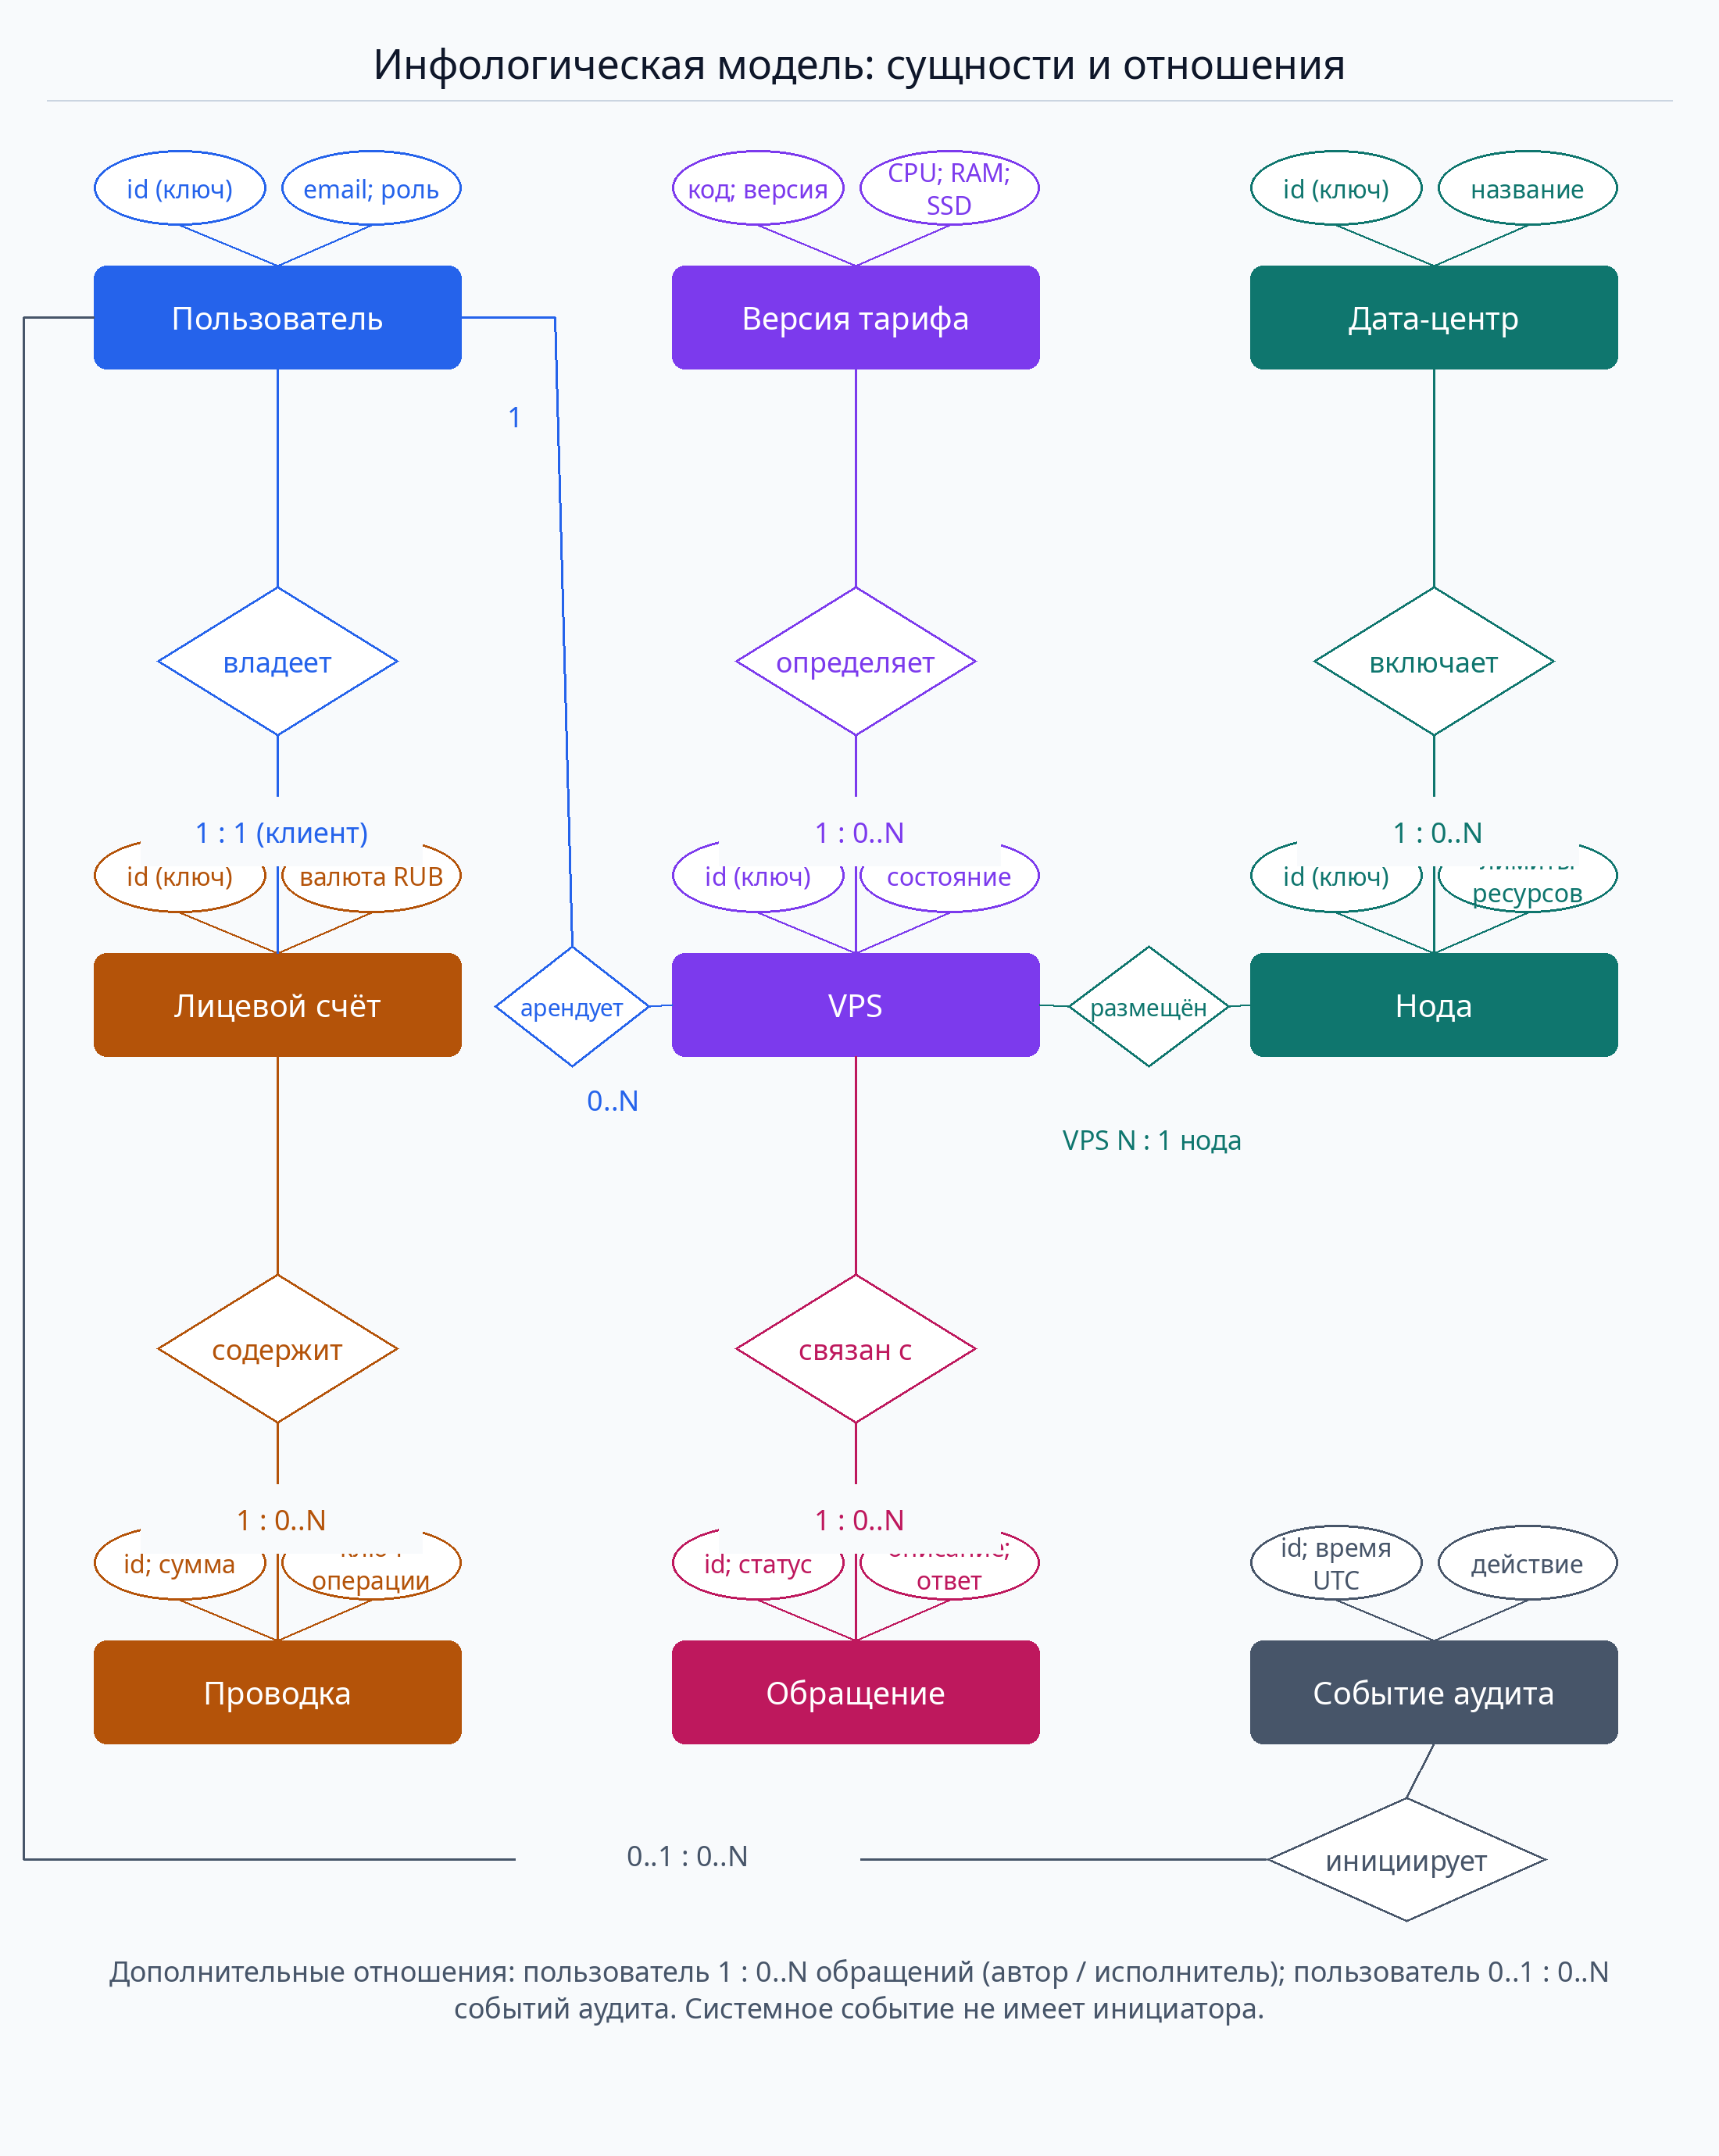 Инфологическая модель: сущности и отношения
id (ключ)
email; роль
код; версия
CPU; RAM;
SSD
id (ключ)
название
Пользователь
Версия тарифа
Дата-центр
1
владеет
определяет
включает
1 : 1 (клиент)
1 : 0..N
1 : 0..N
id (ключ)
валюта RUB
id (ключ)
состояние
id (ключ)
ресурсов
Лицевой счёт
арендует
VPS
размещён
Нода
0..N
VPS N : 1 нода
содержит
связан с
1 : 0..N
1 : 0..N
id; сумма
операции
id; статус
описание;
ответ
id; время
UTC
действие
Проводка
Обращение
Событие аудита
0..1 : 0..N
инициирует
Дополнительные отношения: пользователь 1 : 0..N обращений (автор / исполнитель); пользователь 0..1 : 0..N
событий аудита. Системное событие не имеет инициатора.